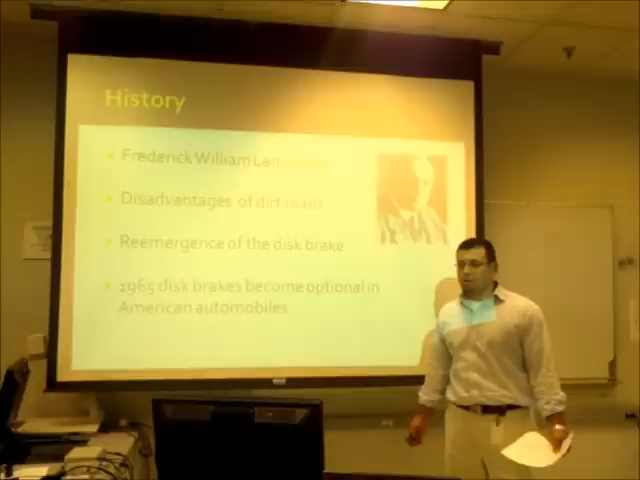 History
Frederick William
Disadvantages of dirt roads
Reemergence of the disk brake
1965 disk brakes become optional in
American automobiles